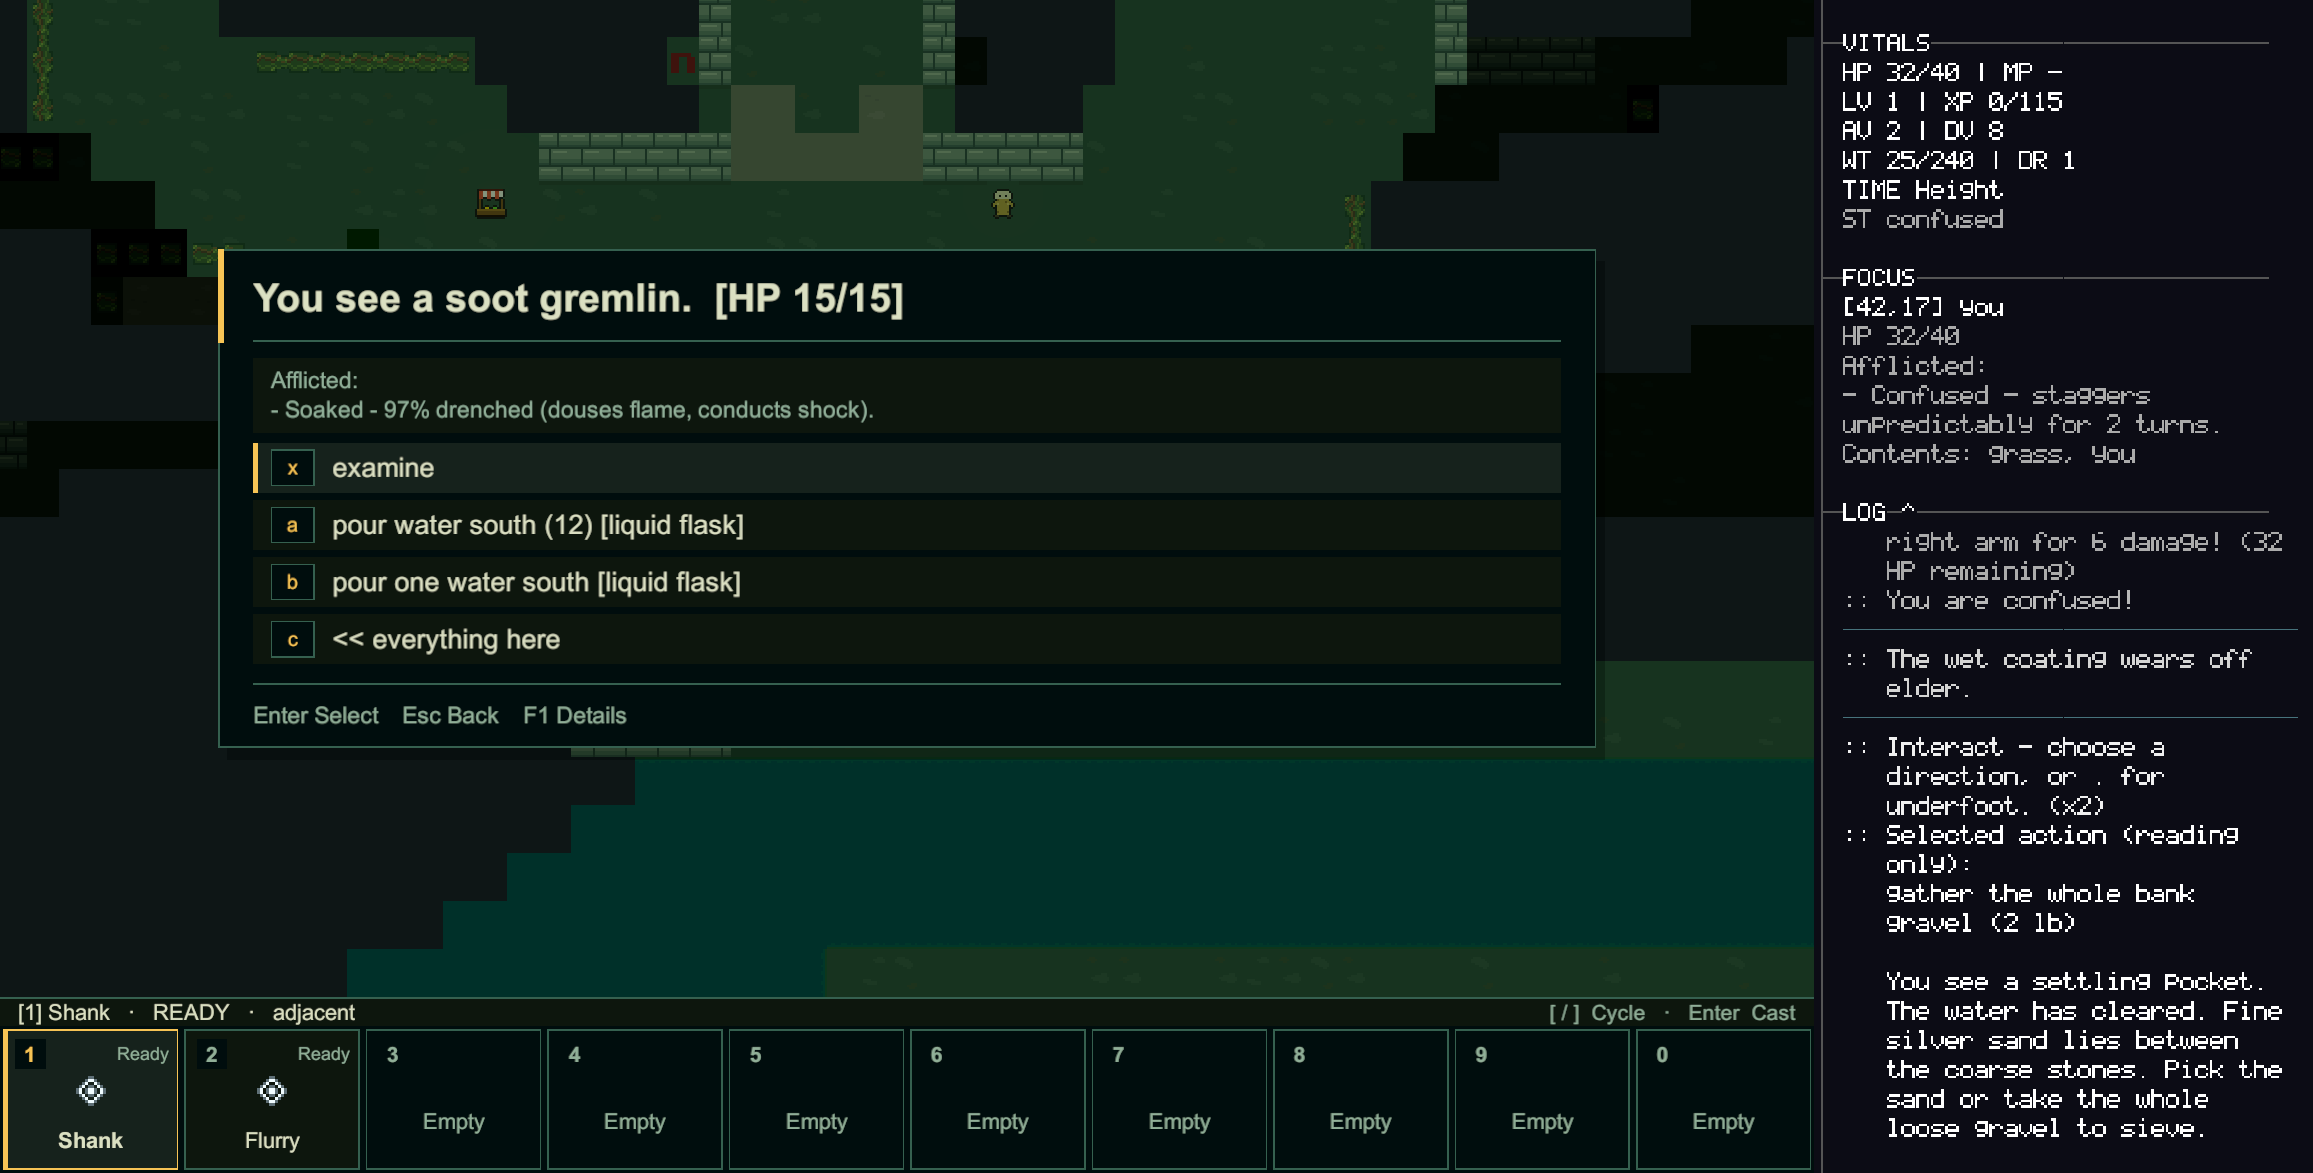 You see a soot gremlin. [HP 15/15]
Afflicted:
- Soaked - 97% drenched (douses flame, conducts shock).
x examine
a pour water south (12) [liquid flask]
b pour one water south [liquid flask]
c << everything here
Enter Select Esc Back F1 Details
[1] Shank · READY · adjacent
[ / ] Cycle · Enter Cast
1 Ready
Shank
2 Ready
Flurry
3
Empty
4
Empty
5
Empty
6
Empty
7
Empty
8
Empty
9
Empty
0
Empty
VITALS
HP 32/40 | MP -
LV 1 | XP 0/115
AV 2 | DV 8
WT 25/240 | DR 1
TIME Height
ST confused
FOCUS
[42,17] You
HP 32/40
Afflicted:
- Confused - staggers
unpredictably for 2 turns.
Contents: grass, you
LOG ^
right arm for 6 damage! (32
HP remaining)
:: You are confused!
:: The wet coating wears off
elder.
:: Interact - choose a
direction, or . for
underfoot. (x2)
:: Selected action (reading
only):
gather the whole bank
gravel (2 lb)
You see a settling pocket.
The water has cleared. Fine
silver sand lies between
the coarse stones. Pick the
sand or take the whole
loose gravel to sieve.